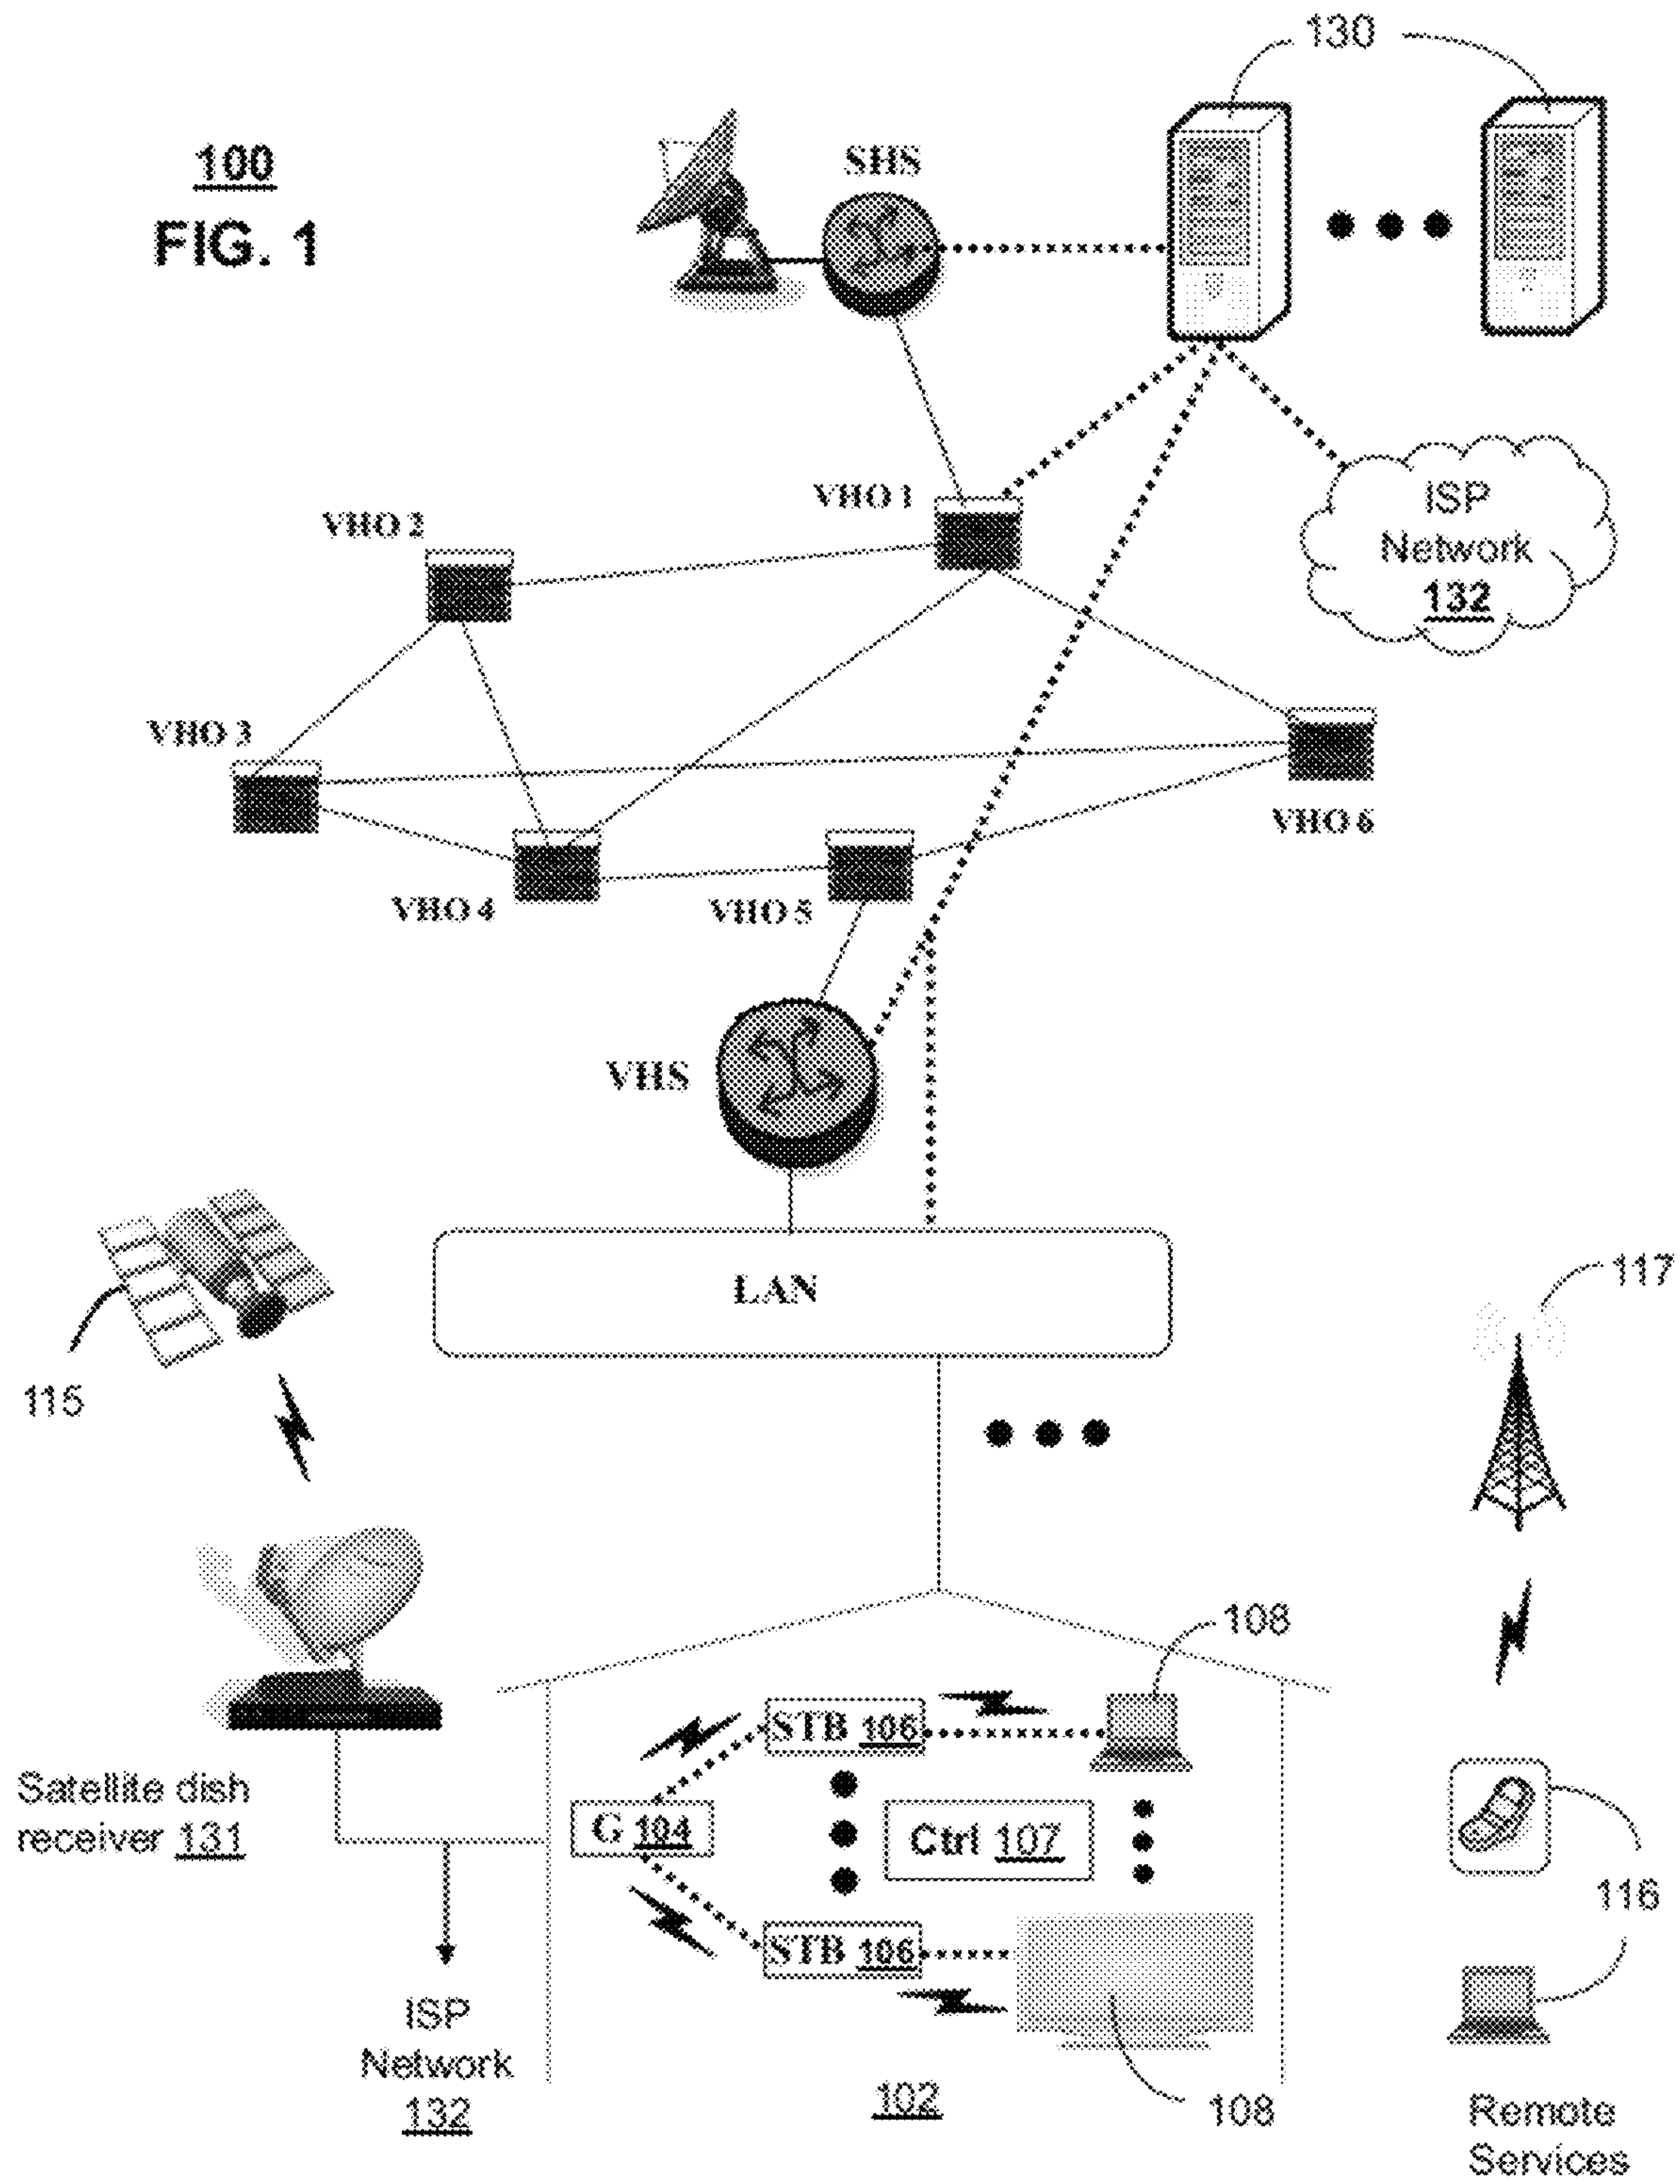 130
100
FIG. 1
SHS
ISP
Network
132
VHO 1
VHO 2
VHO 3
VHO 6
VHO 4
VHO 5
VHS
LAN
117
115
108
STB 106
Satellite dish
receiver 131
G 104
Ctrl 107
116
STB 106
ISP
Network
132
102
108
Remote
Services